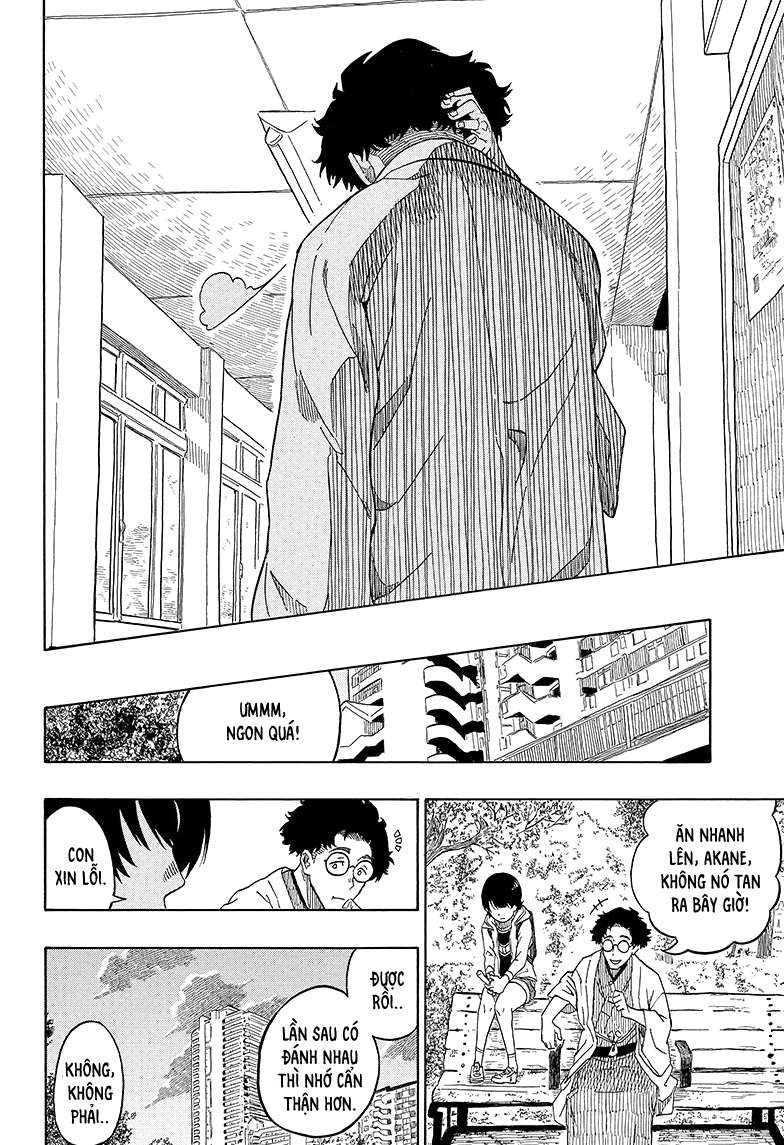 ƯMMM,
NGON QUÁ!
ĂN NHANH
LÊN, AKANE,
KHÔNG NÓ TAN
RA BÂY GIỜ!
CON
XIN LỖI.
ĐƯỢC
RỒI..
LẦN SAU CÓ
ĐÁNH NHAU
THÌ NHỚ CẨN
THẬN HƠN.
KHÔNG,
KHÔNG
PHẢI..